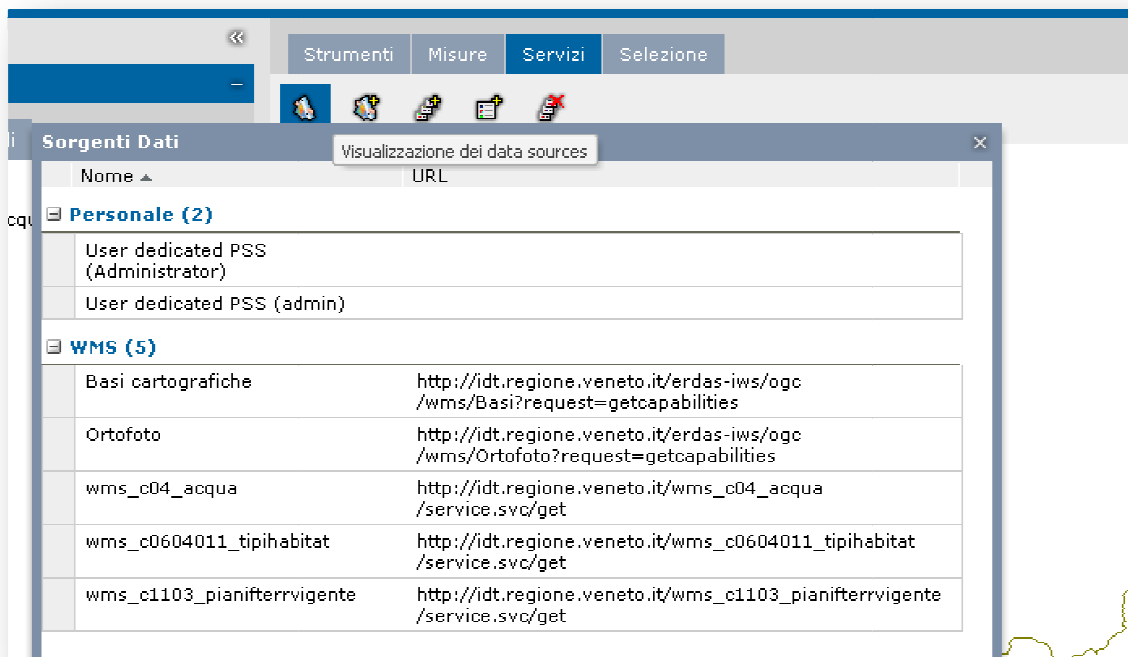 «
Strumenti Misure Servizi Selezione
Sorgenti Dati
Visualizzazione dei data sources
Nome URL
Personale (2)
User dedicated PSS
(Administrator)
User dedicated PSS (admin)
WMS (5)
Basi cartografiche http://idt.regione.veneto.it/erdas-iws/ogc
/wms/Basi?request=getcapabilities
Ortofoto http://idt.regione.veneto.it/erdas-iws/ogc
/wms/Ortofoto?request=getcapabilities
wms_c04_acqua http://idt.regione.veneto.it/wms_c04_acqua
/service.svc/get
wms_c0604011_tipihabitat http://idt.regione.veneto.it/wms_c0604011_tipihabitat
/service.svc/get
wms_c1103_pianifterrvigente http://idt.regione.veneto.it/wms_c1103_pianifterrvigente
/service.svc/get